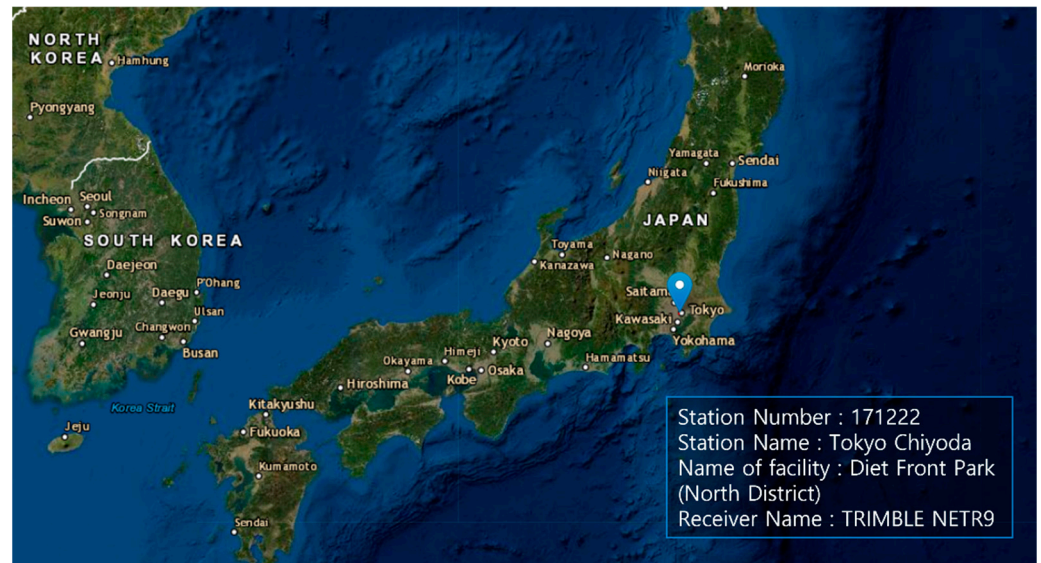 NORTH
KOREA
Hamhung
Pyongyang
Morioka
Yamagata
Sendai
Niigata
Fukushima
Incheon
Seoul
Songnam
Suwon
JAPAN
SOUTH KOREA
Toyama
Kanazawa
Nagano
Daejeon
P'Ohang
Jeonju
Daegu
Saitama
Tokyo
Ulsan
Kawasaki
Changwon
Gwangju
Busan
Kyoto
Nagoya
Yokohama
Okayama
Himeji
Hamamatsu
Hiroshima
Kobe
Osaka
Korea Strait
Kitakyushu
Jeju
Fukuoka
Kumamoto
Sendai
Station Number : 171222
Station Name : Tokyo Chiyoda
Name of facility : Diet Front Park
(North District)
Receiver Name : TRIMBLE NETR9